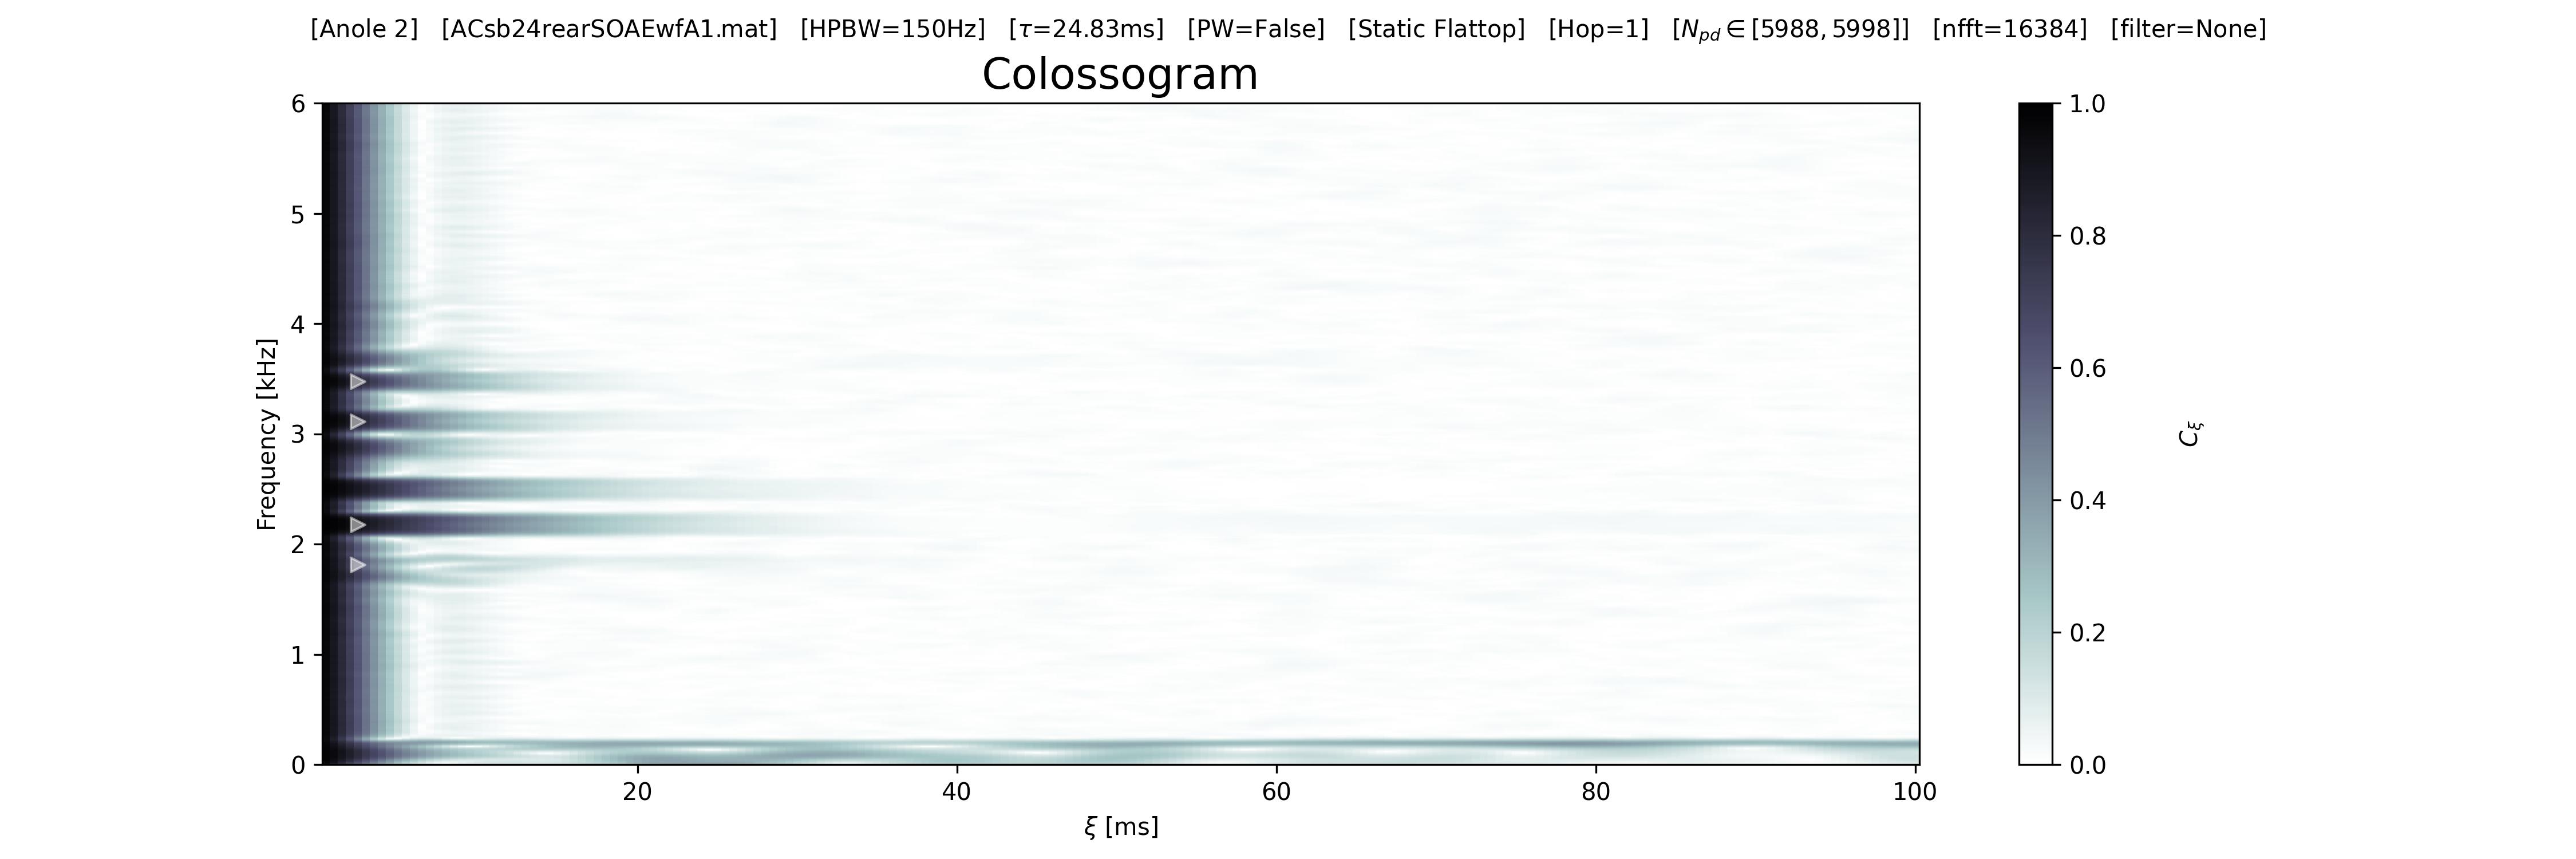 [Anole 2] [ACsb24rearSOAEwfA1.mat] [HPBW=150Hz] [τ=24.83ms] [PW=False] [Static Flattop] [Hop=1] [N_pd ∈ [5988, 5998]] [nfft=16384] [filter=None]
Colossogram
6
5
4
3
2
1
0
Frequency [kHz]
20 40 60 80 100
ξ [ms]
1.0
0.8
0.6
0.4
0.2
0.0
C_ξ